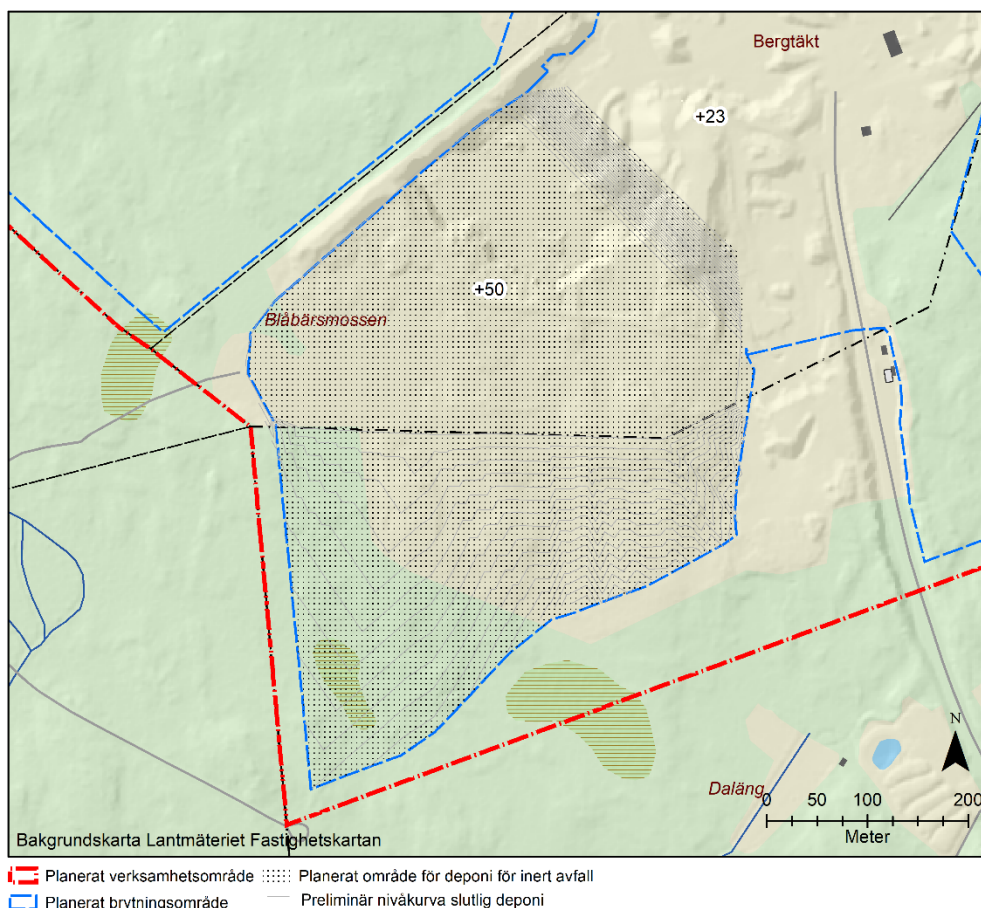 Bergtäkt
+23
+50
Blåbärsmossen
N
Daläng
0 50 100 200
Meter
Bakgrundskarta Lantmäteriet Fastighetskartan
Planerat verksamhetsområde Planerat område för deponi för inert avfall
Planerat brytningsområde Preliminär nivåkurva slutlig deponi